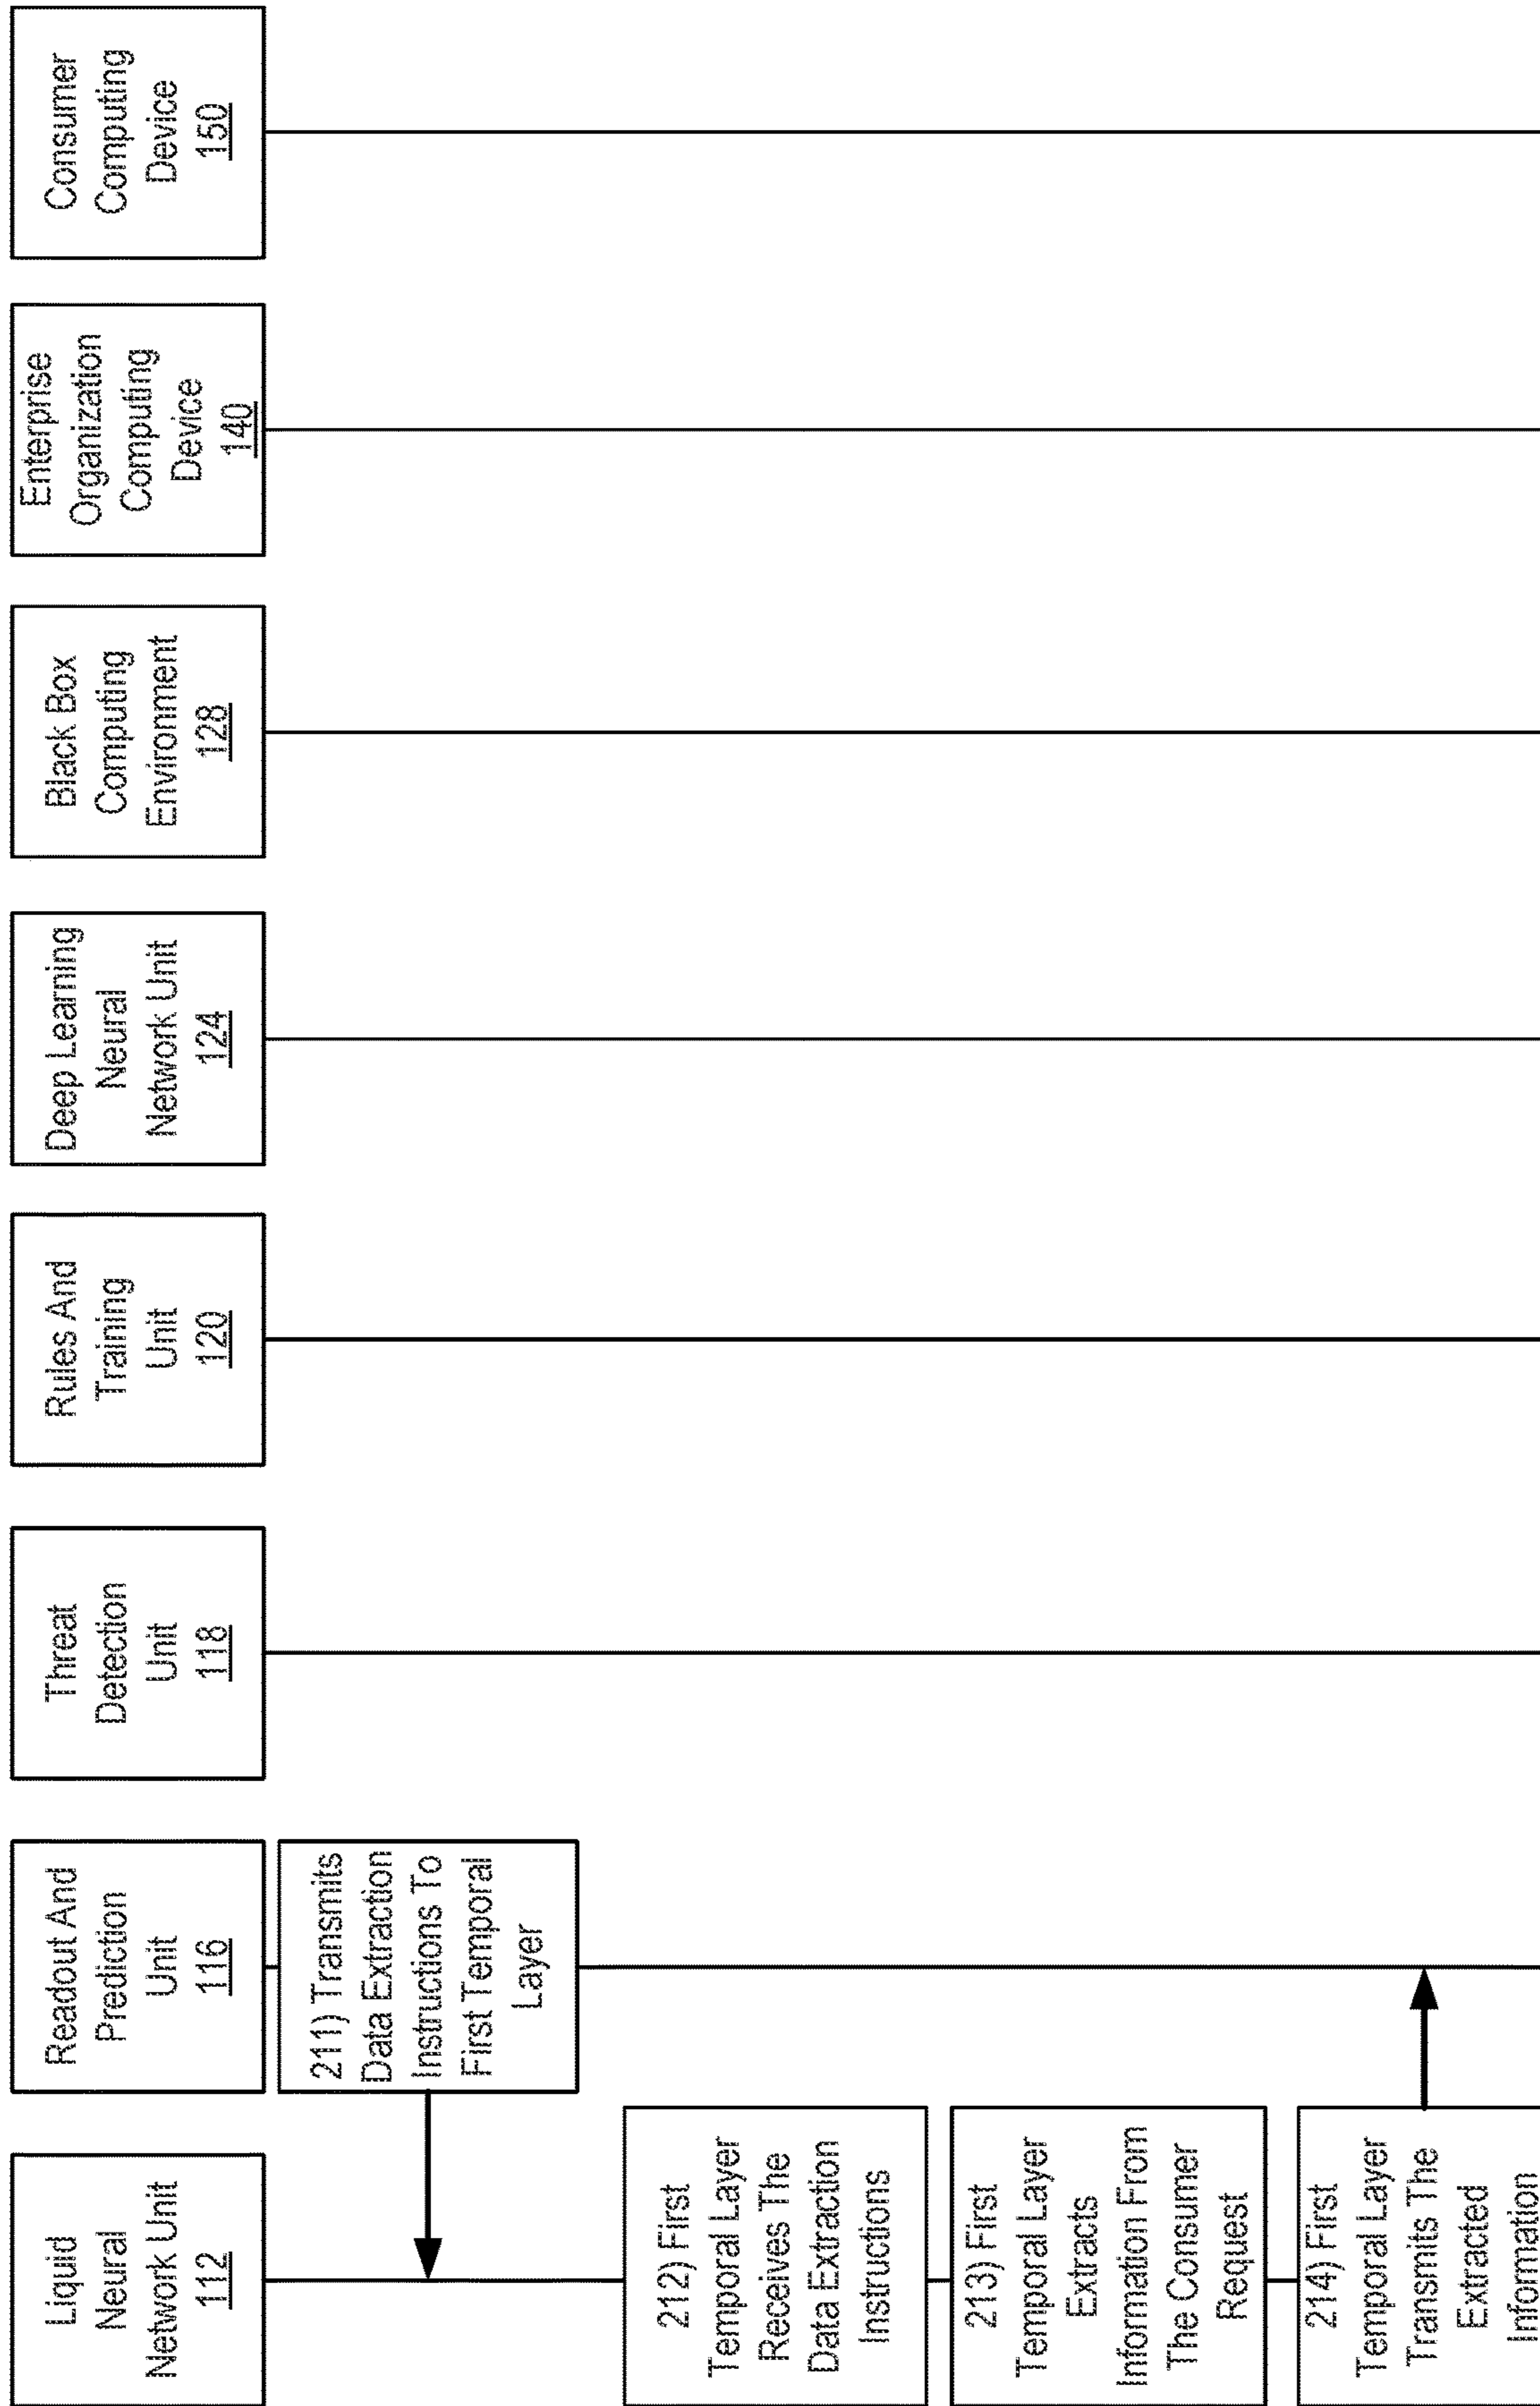 Liquid
Neural
Network Unit
112
Readout And
Prediction
Unit
116
Threat
Detection
Unit
118
Rules And
Training
Unit
120
Deep Learning
Neural
Network Unit
124
Black Box
Computing
Environment
128
Enterprise
Organization
Computing
Device
140
Consumer
Computing
Device
150
211) Transmits
Data Extraction
Instructions To
First Temporal
Layer
212) First
Temporal Layer
Receives The
Data Extraction
Instructions
213) First
Temporal Layer
Extracts
Information From
The Consumer
Request
214) First
Temporal Layer
Transmits The
Extracted
Information